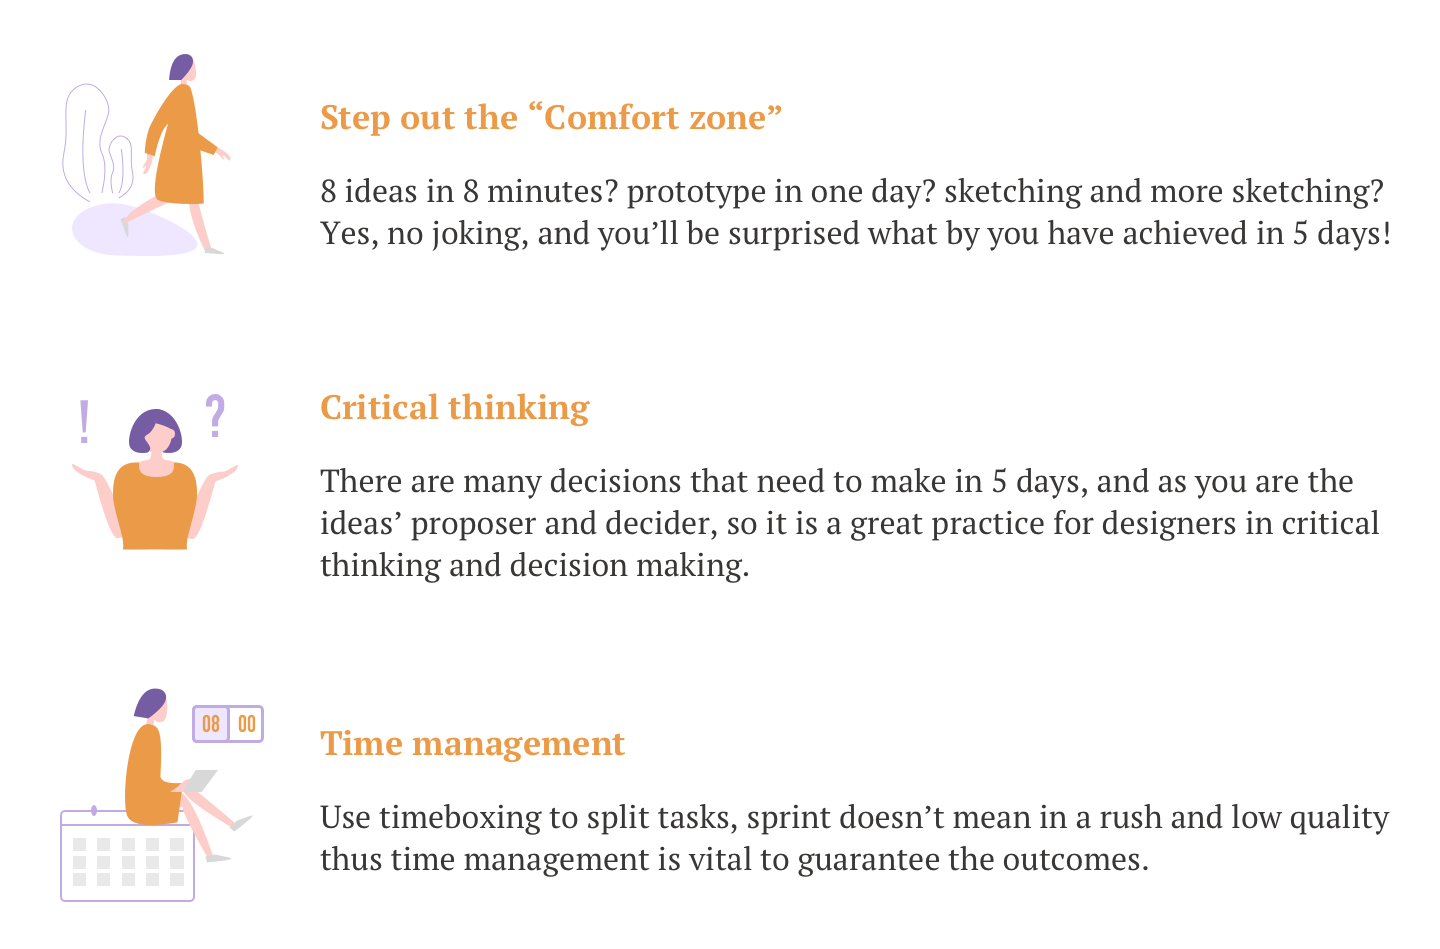 Step out the “Comfort zone”
8 ideas in 8 minutes? prototype in one day? sketching and more sketching?
Yes, no joking, and you’ll be surprised what by you have achieved in 5 days!
! ?
Critical thinking
There are many decisions that need to make in 5 days, and as you are the
ideas’ proposer and decider, so it is a great practice for designers in critical
thinking and decision making.
08 00
Time management
Use timeboxing to split tasks, sprint doesn’t mean in a rush and low quality
thus time management is vital to guarantee the outcomes.